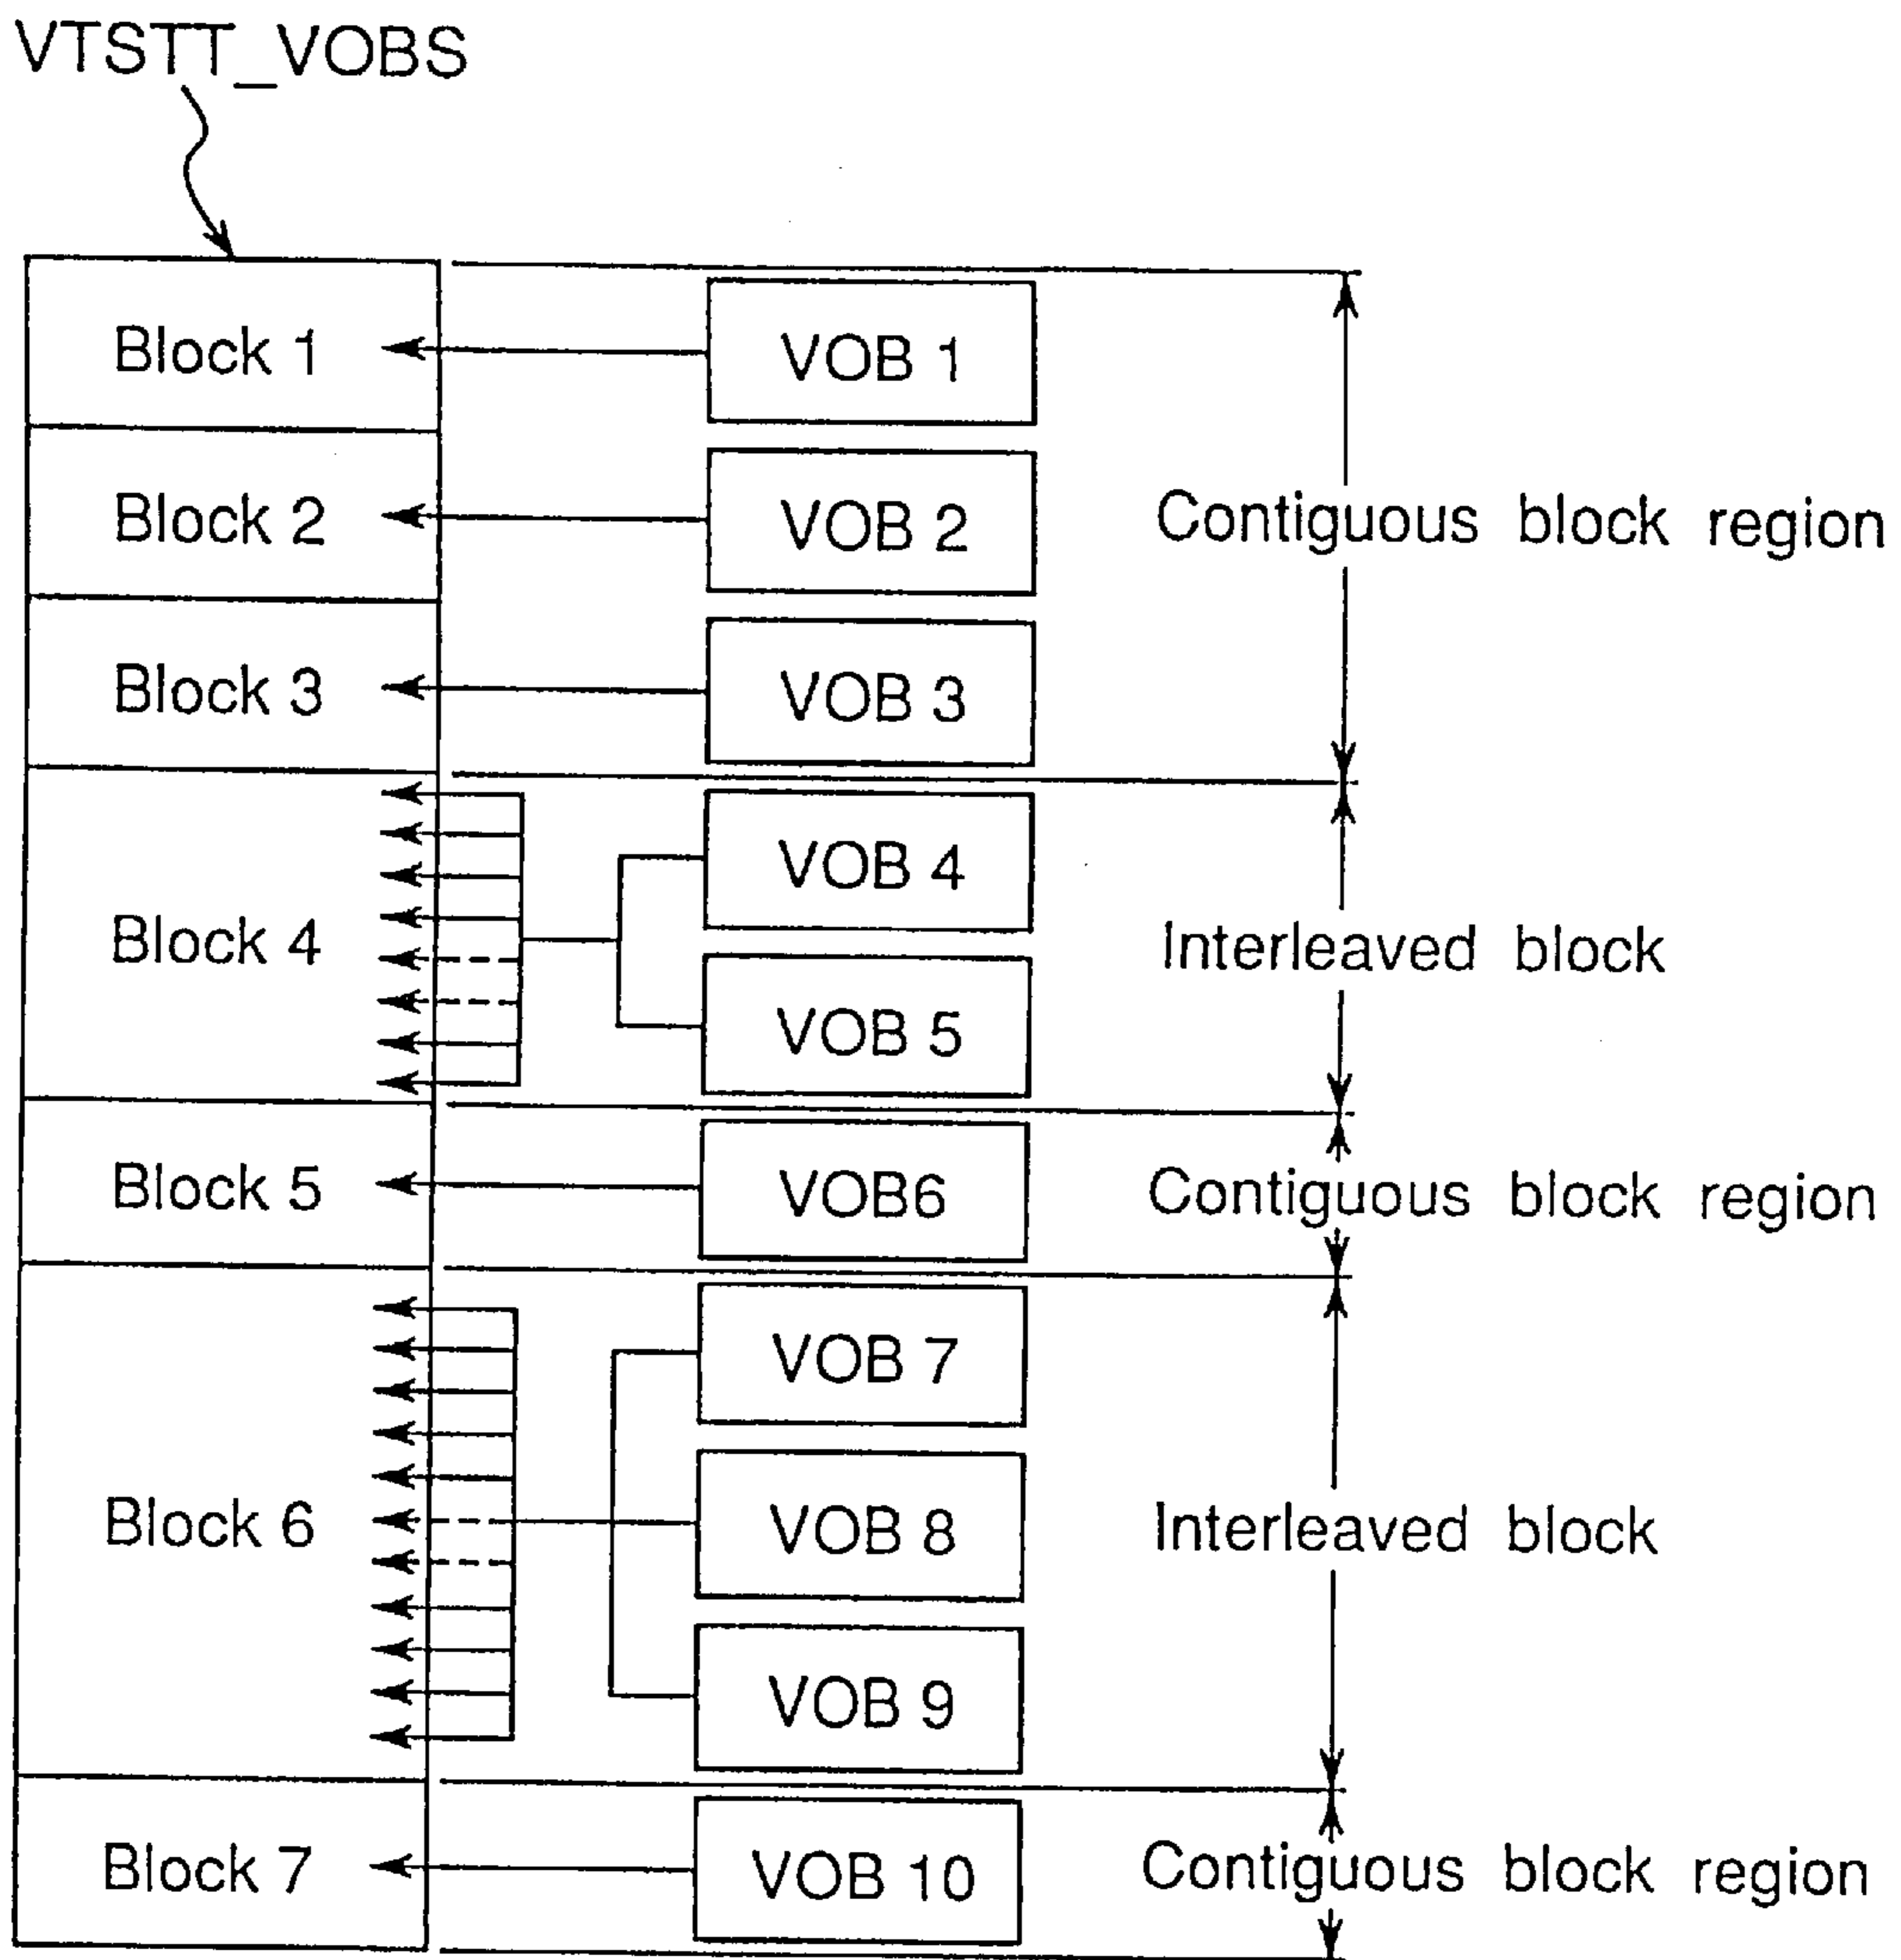 VTSTT_VOBS
Block 1
VOB 1
Block 2
VOB 2
Contiguous block region
Block 3
VOB 3
Block 4
VOB 4
Interleaved block
VOB 5
Block 5
VOB6
Contiguous block region
Block 6
VOB 7
VOB 8
Interleaved block
VOB 9
Block 7
VOB 10
Contiguous block region